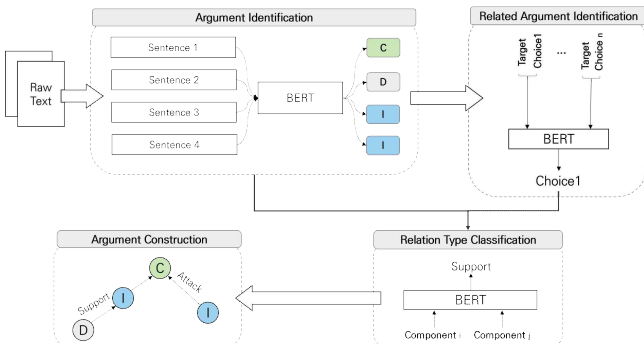 Argument Identification
Related Argument Identification
Raw
Text
Sentence 1
Sentence 2
Sentence 3
Sentence 4
BERT
C
D
I
I
Target
Choice1
...
Target
Choice n
BERT
Choice1
Argument Construction
C
Support
I
Attack
I
D
Relation Type Classification
Support
BERT
Component i
Component j